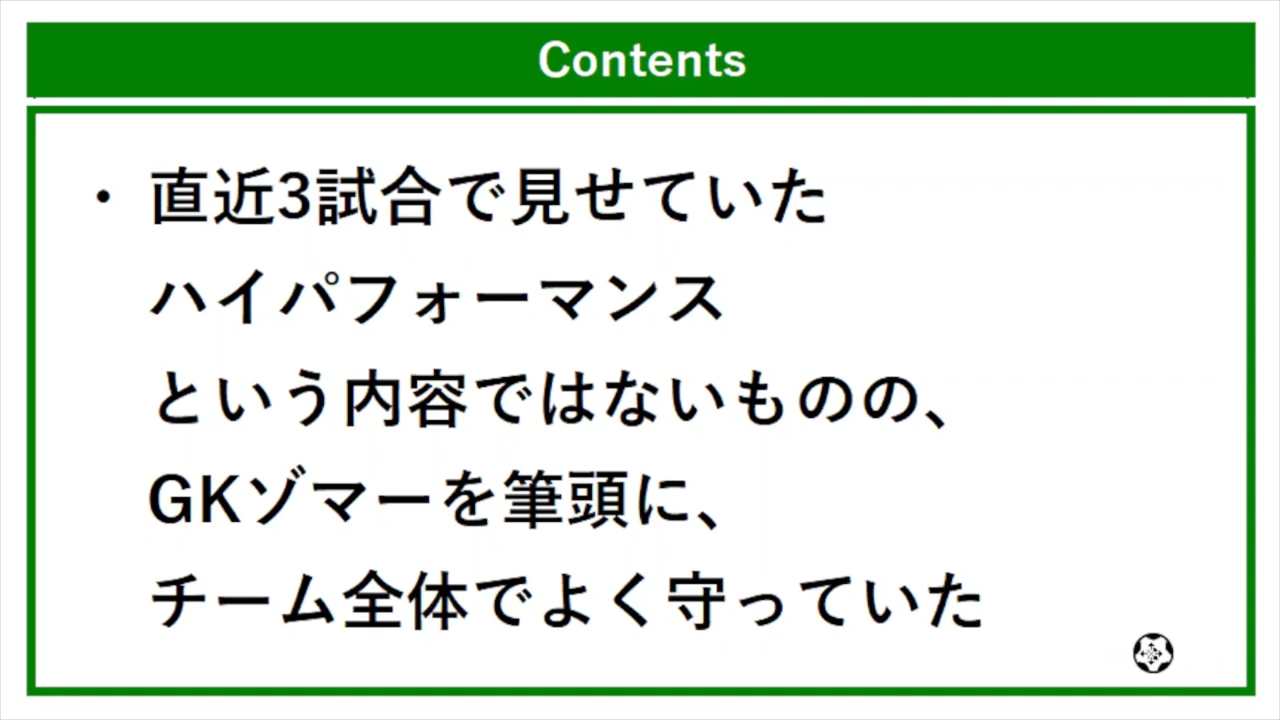 Contents
・ 直近3試合で見せていた
ハイパフォーマンス
という内容ではないものの、
GKゾマーを筆頭に、
チーム全体でよく守っていた